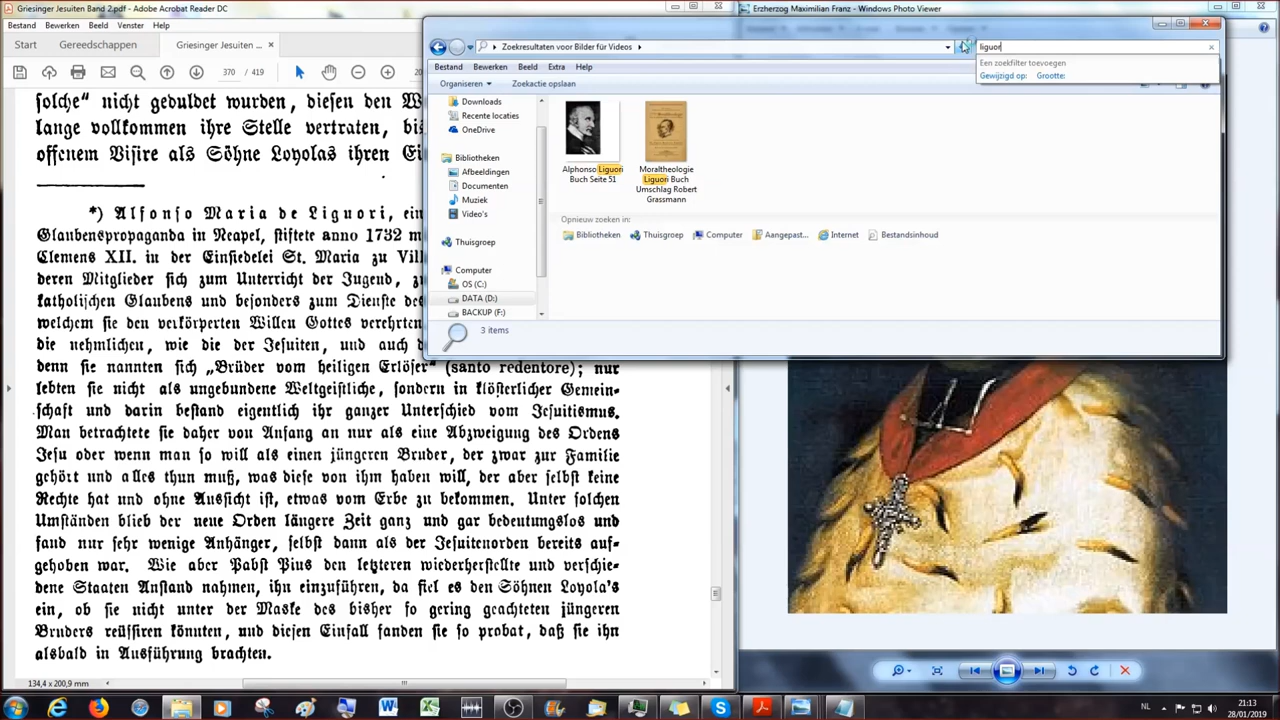 Griesinger Jesuiten Band 2.pdf - Adobe Acrobat Reader DC
Bestand Bewerken Beeld Venster Help
Start Gereedschappen Griesinger Jesuiten ...
370 / 419
ſolche“ nicht geduldet wurden, dieſen den
lange vollkommen ihre Stelle vertraten,
offenem Viſire als Söhne Loyolas ihren
*) Alfonſo Maria de Liguori,
Glaubenspropaganda in Neapel, ſtiftete anno 1732
Clemens XII. in der Einſiedelei St. Maria zu
deren Mitglieder ſich zum Unterricht der Jugend,
katholiſchen Glaubens und beſonders zum Dienſte
welchem ſie den verkörperten Willen Gottes verehrten
die nehmlichen, wie die der Jeſuiten, und auch
denn ſie nannten ſich „Brüder vom heiligen Erlöſer“ (santo redentore); nur
lebten ſie nicht als ungebundene Weltgeiſtliche, ſondern in klöſterlicher Gemein-
ſchaft und darin beſtand eigentlich ihr ganzer Unterſchied vom Jeſuitismus.
Man betrachtete ſie daher von Anfang an nur als eine Abzweigung des Ordens
Jeſu oder wenn man ſo will als einen jüngeren Bruder, der zwar zur Familie
gehört und alles thun muß, was dieſe von ihm haben will, der aber ſelbſt keine
Rechte hat und ohne Ausſicht iſt, etwas vom Erbe zu bekommen. Unter ſolchen
Umſtänden blieb der neue Orden längere Zeit ganz und gar bedeutungslos und
fand nur ſehr wenige Anhänger, ſelbſt dann als der Jeſuitenorden bereits auf-
gehoben war. Wie aber Pabſt Pius den letzteren wiederherſtellte und verſchie-
dene Staaten Anſtand nahmen, ihn einzuführen, da fiel es den Söhnen Loyola's
ein, ob ſie nicht unter der Maske des bisher ſo gering geachteten jüngeren
Bruders reüſſiren könnten, und dieſen Einfall fanden ſie ſo probat, daß ſie ihn
alsbald in Ausführung brachten.
134,4 x 200,9 mm
Erzherzog Maximilian Franz - Windows Photo Viewer
Zoekresultaten voor Bilder für Videos
liguor
Een zoekfilter toevoegen
Gewijzigd op: Grootte:
Bestand Bewerken Beeld Extra Help
Organiseren Zoekactie opslaan
Downloads
Recente locaties
OneDrive
Bibliotheken
Afbeeldingen
Documenten
Muziek
Video's
Thuisgroep
Computer
OS (C:)
DATA (D:)
BACKUP (F:)
Alphonso Liguori
Buch Seite 51
Moraltheologie
Liguori Buch
Umschlag Robert
Grassmann
Opnieuw zoeken in:
Bibliotheken Thuisgroep Computer Aangepast... Internet Bestandsinhoud
3 items
NL
21:13
28/01/2019